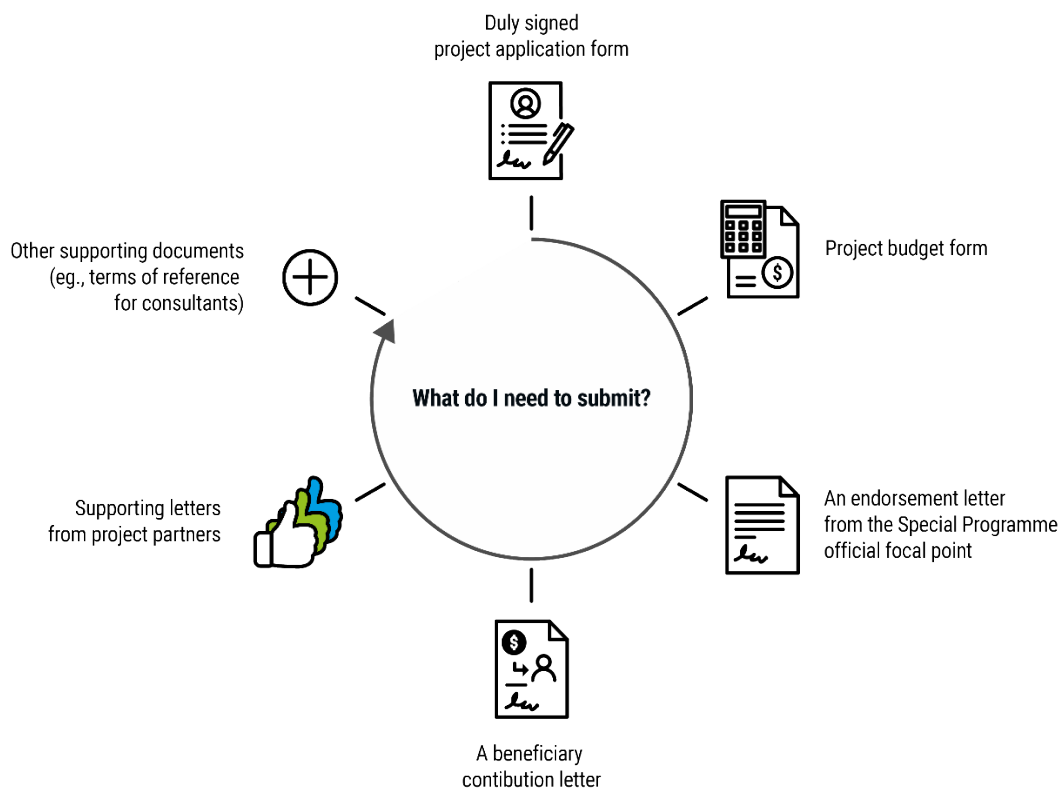 Duly signed
project application form
Project budget form
An endorsement letter
from the Special Programme
official focal point
A beneficiary
contibution letter
Supporting letters
from project partners
Other supporting documents
(eg., terms of reference
for consultants)
What do I need to submit?
$
$